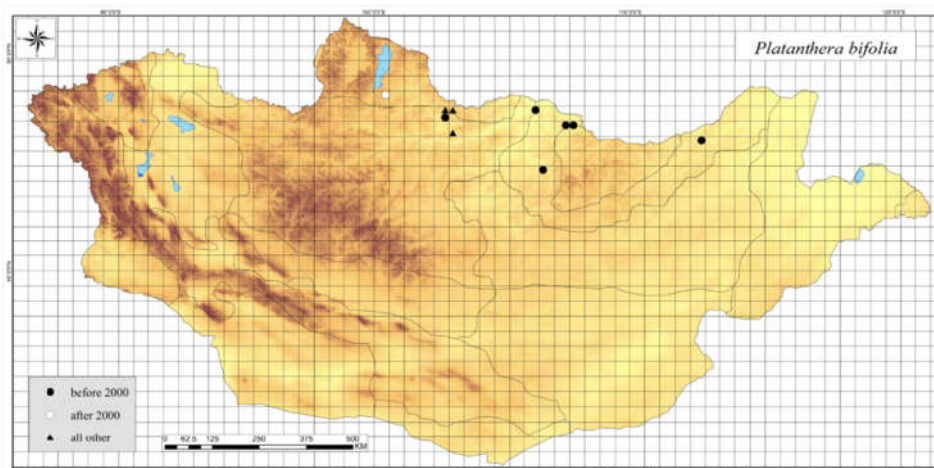 Platanthera bifolia
before 2000
after 2000
all other
0 62.5 125 250 375 500
KM